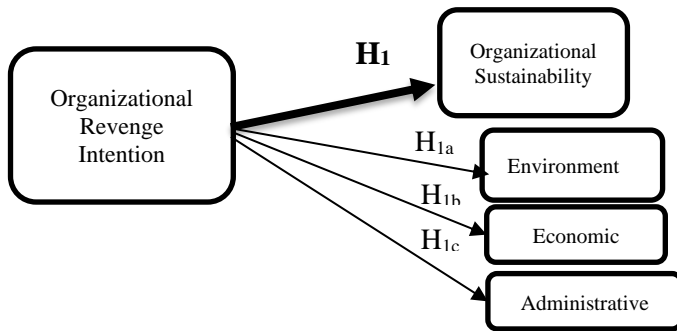 Organizational
Revenge
Intention
H1
Organizational
Sustainability
H1a
Environment
H1b
Economic
H1c
Administrative